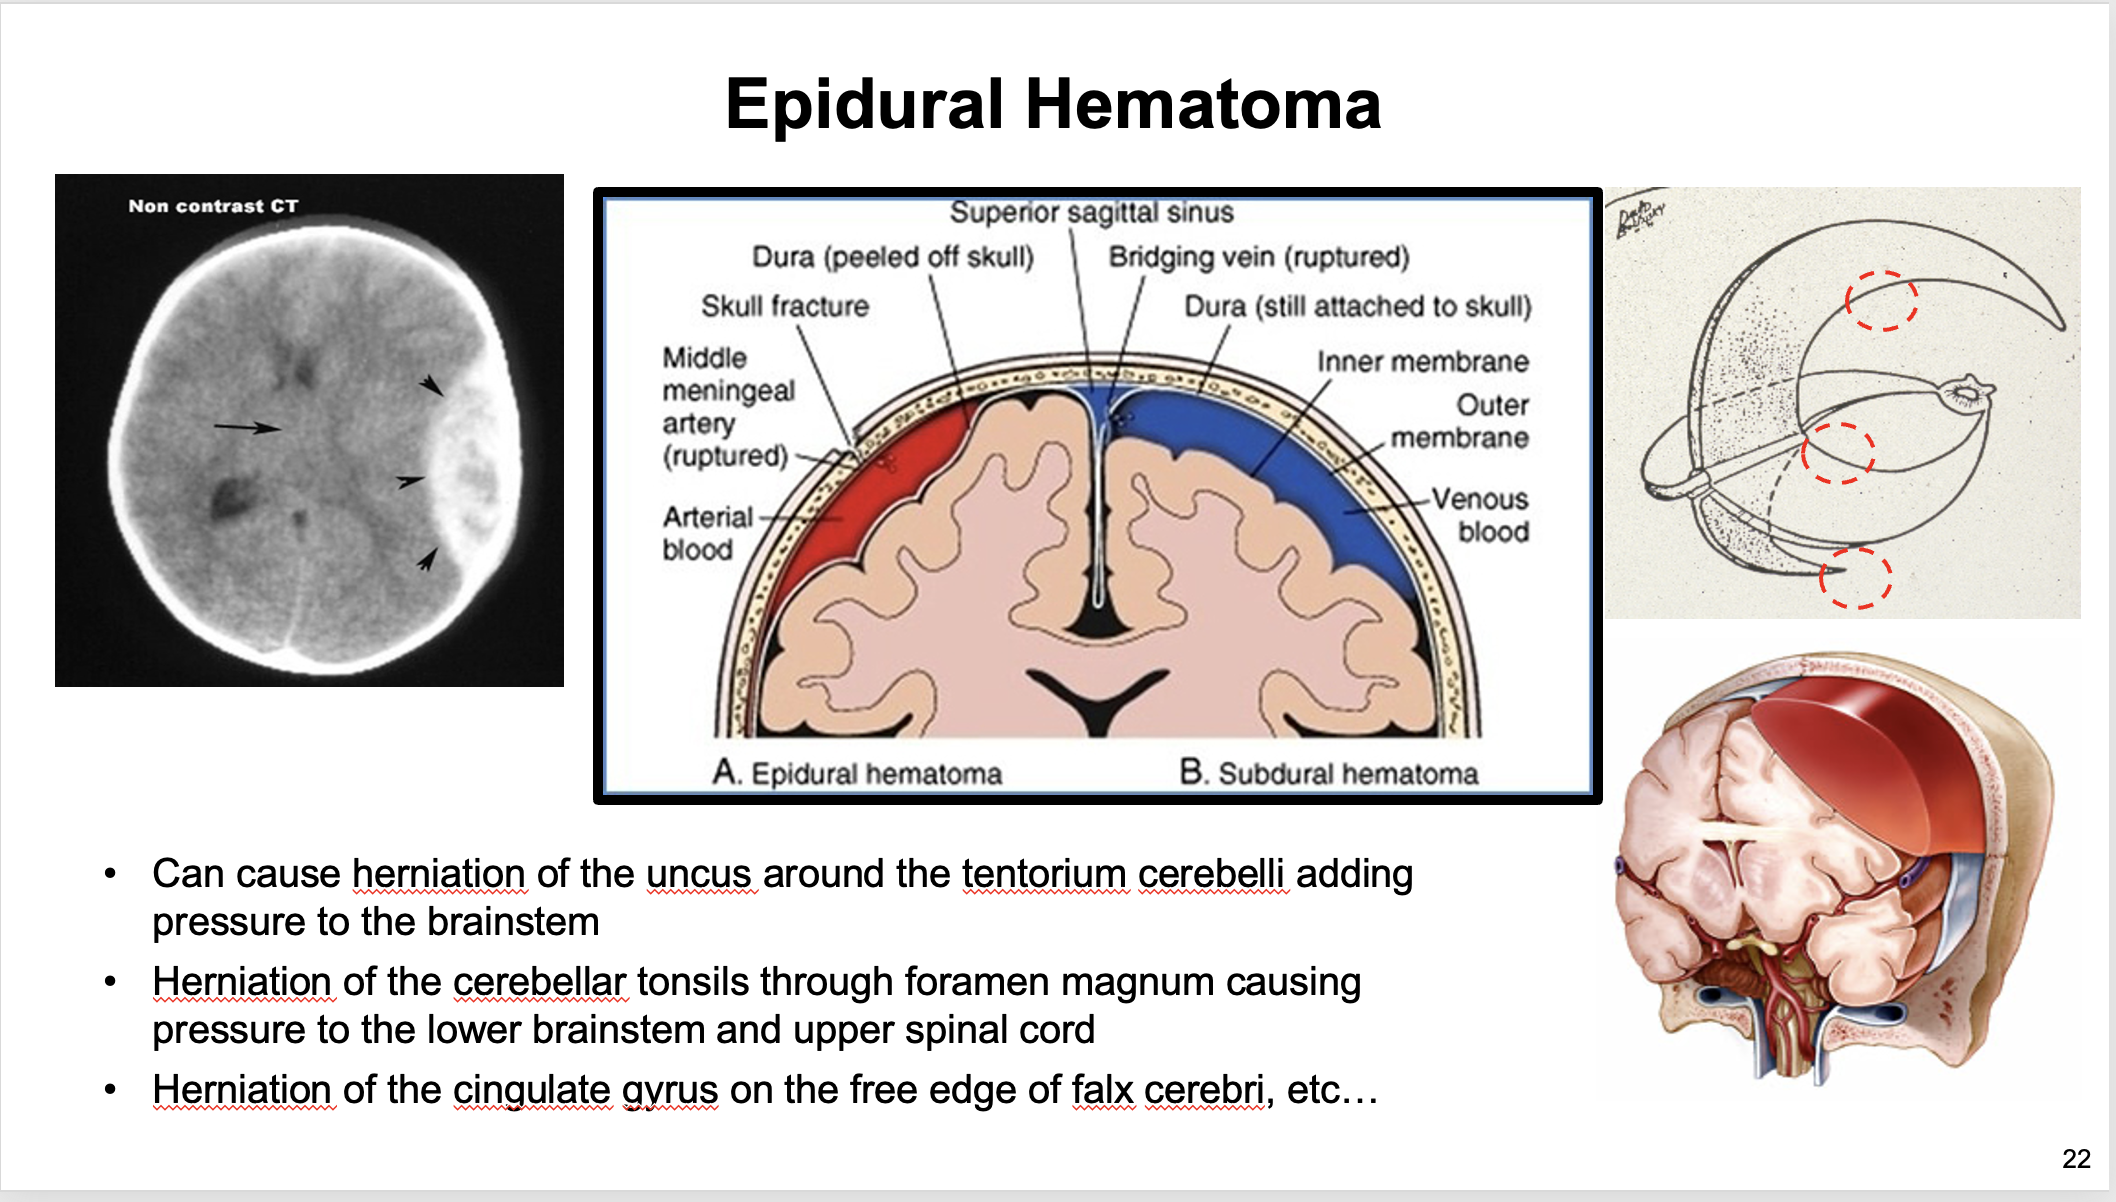 Epidural Hematoma
Non contrast CT
Superior sagittal sinus
Dura (peeled off skull)
Bridging vein (ruptured)
Skull fracture
Dura (still attached to skull)
Middle
meningeal
artery
(ruptured)
Inner membrane
Outer
membrane
Arterial
blood
Venous
blood
A. Epidural hematoma
B. Subdural hematoma
• Can cause herniation of the uncus around the tentorium cerebelli adding
pressure to the brainstem
• Herniation of the cerebellar tonsils through foramen magnum causing
pressure to the lower brainstem and upper spinal cord
• Herniation of the cingulate gyrus on the free edge of falx cerebri, etc…
22